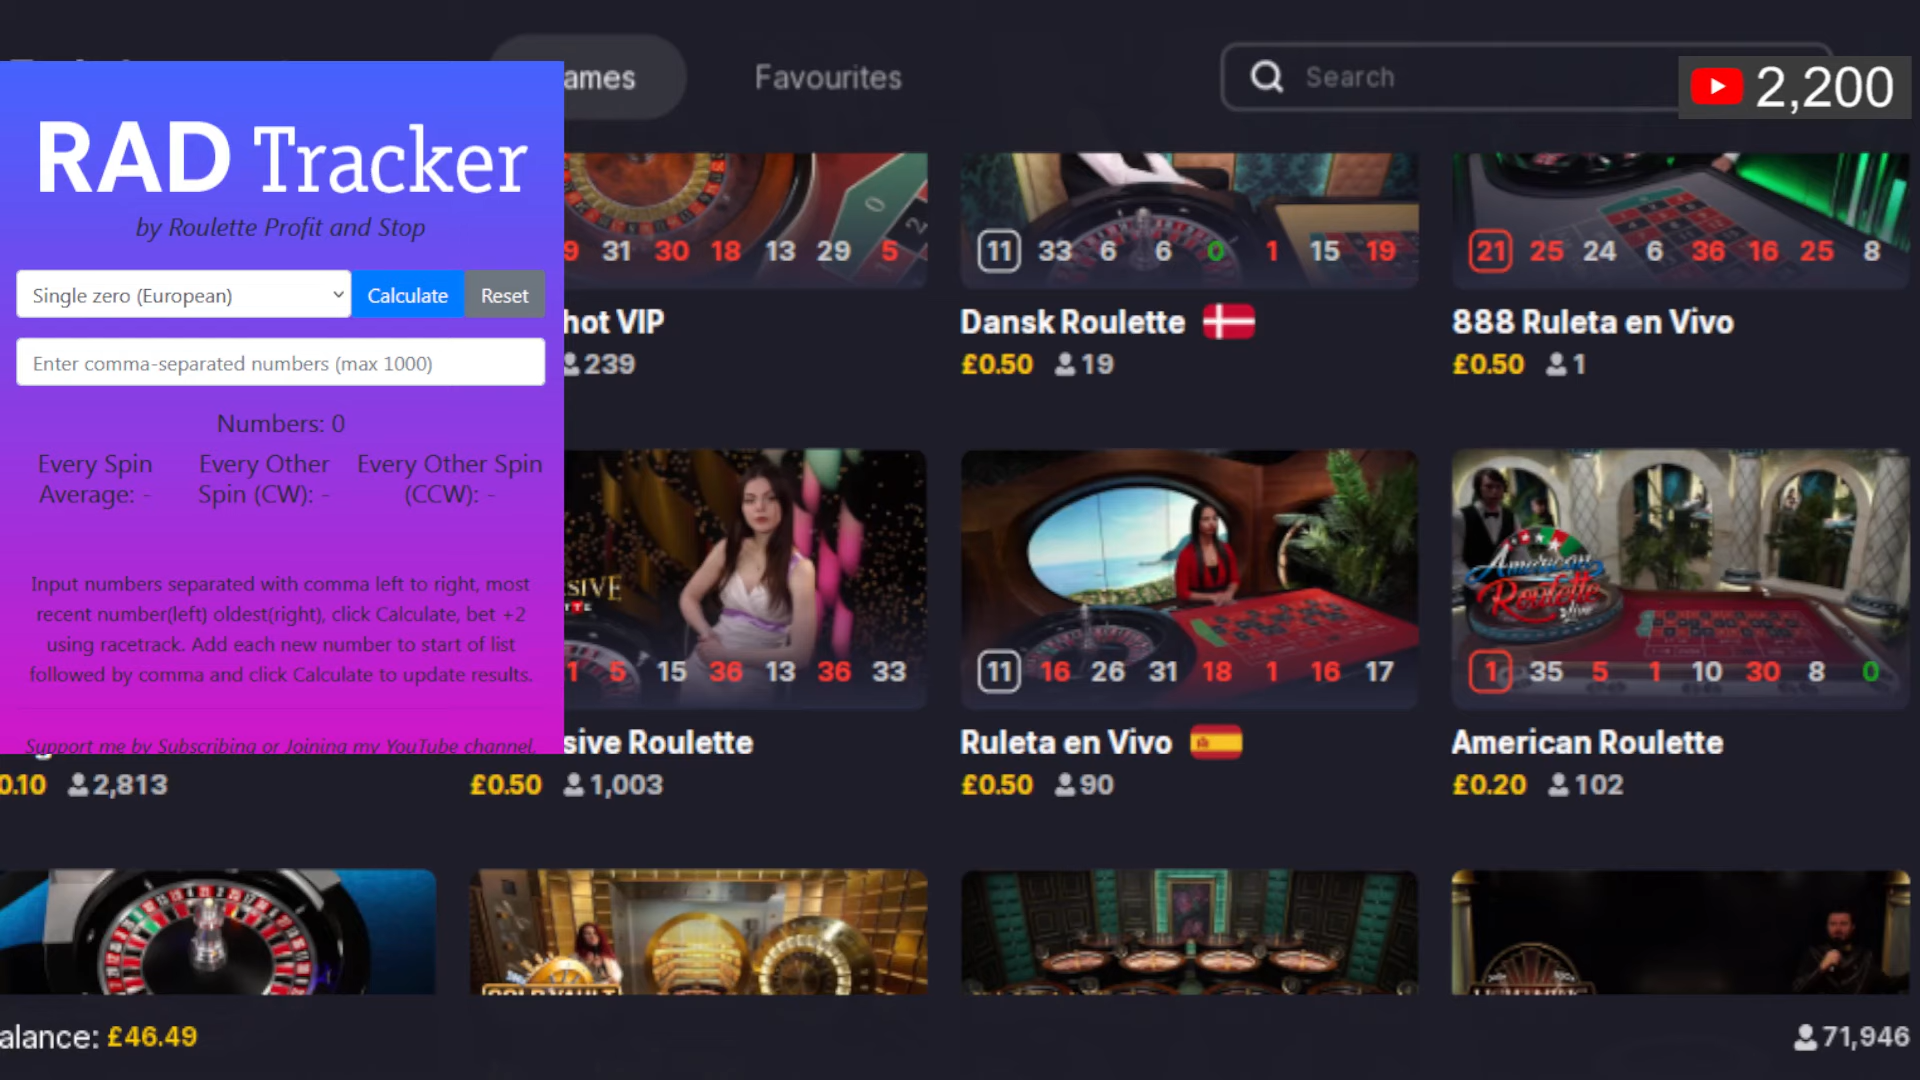 ames
Favourites
Search
2,200
RAD Tracker
by Roulette Profit and Stop
Single zero (European)
Calculate
Reset
Enter comma-separated numbers (max 1000)
Numbers: 0
Every Spin
Average: -
Every Other
Spin (CW): -
Every Other Spin
(CCW): -
Input numbers separated with comma left to right, most
recent number(left) oldest(right), click Calculate, bet +2
using racetrack. Add each new number to start of list
followed by comma and click Calculate to update results.
Support me by Subscribing or Joining my YouTube channel.
9 31 30 18 13 29 5
11 33 6 6 0 1 15 19
21 25 24 6 36 16 25 8
hot VIP
Dansk Roulette
888 Ruleta en Vivo
239
£0.50 19
£0.50 1
1 5 15 36 13 36 33
11 16 26 31 18 1 16 17
American
Roulette
live
1 35 5 1 10 30 8 0
sive Roulette
Ruleta en Vivo
American Roulette
0.10 2,813
£0.50 1,003
£0.50 90
£0.20 102
GOLD VAULT
alance: £46.49
71,946